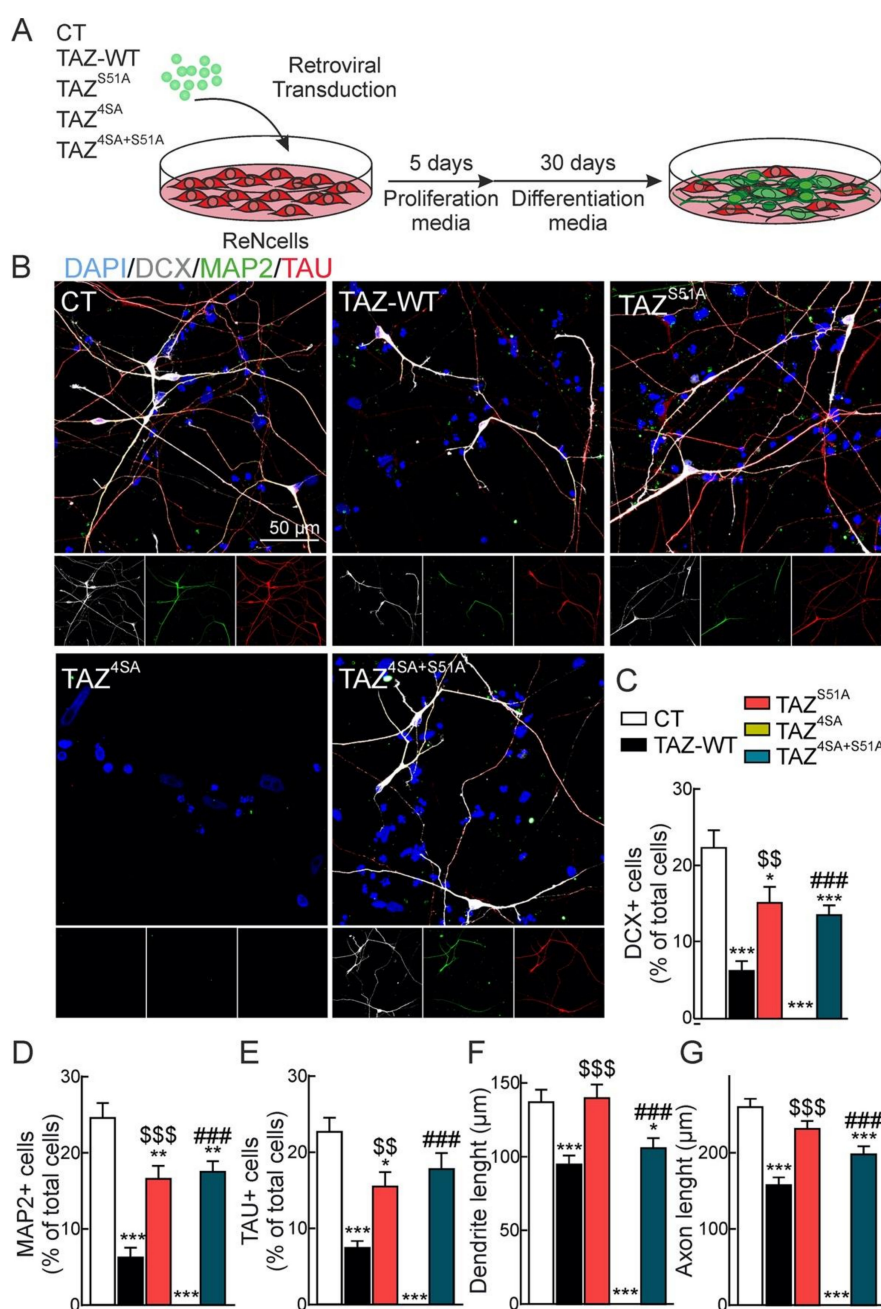 A
CT
TAZ-WT
TAZ^S51A
TAZ^4SA
TAZ^4SA+S51A
Retroviral
Transduction
5 days
Proliferation
media
30 days
Differentiation
media
ReNcells
B
DAPI/DCX/MAP2/TAU
CT
TAZ-WT
TAZ^S51A
50 µm
TAZ^4SA
TAZ^4SA+S51A
C
CT
TAZ-WT
TAZ^S51A
TAZ^4SA
TAZ^4SA+S51A
DCX+ cells
(% of total cells)
30
20
10
0
***
$$
*
***
###
***
D
MAP2+ cells
(% of total cells)
30
20
10
0
***
$$$
**
***
###
**
E
TAU+ cells
(% of total cells)
30
20
10
0
***
$$
*
***
###
F
Dendrite lenght (µm)
150
100
50
0
***
$$$
***
###
*
G
Axon lenght (µm)
200
100
0
***
$$$
***
###
***